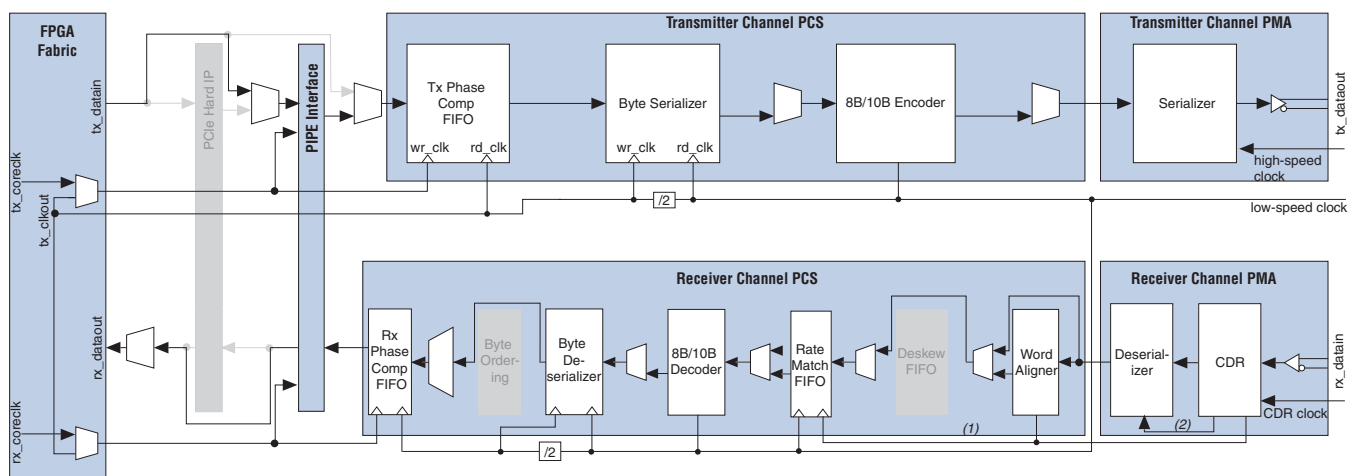 FPGA
Fabric
Transmitter Channel PCS
Transmitter Channel PMA
tx_datain
PCIe Hard IP
PIPE Interface
Tx Phase
Comp
FIFO
wr_clk
rd_clk
Byte Serializer
wr_clk
rd_clk
8B/10B Encoder
Serializer
tx_dataout
high-speed
clock
tx_coreclk
tx_clkout
/2
low-speed clock
Receiver Channel PCS
Receiver Channel PMA
rx_dataout
Rx
Phase
Comp
FIFO
Byte
Order-
ing
Byte
De-
serializer
8B/10B
Decoder
Rate
Match
FIFO
Deskew
FIFO
Word
Aligner
Deserial-
izer
CDR
rx_datain
CDR clock
rx_coreclk
/2
(1)
(2)